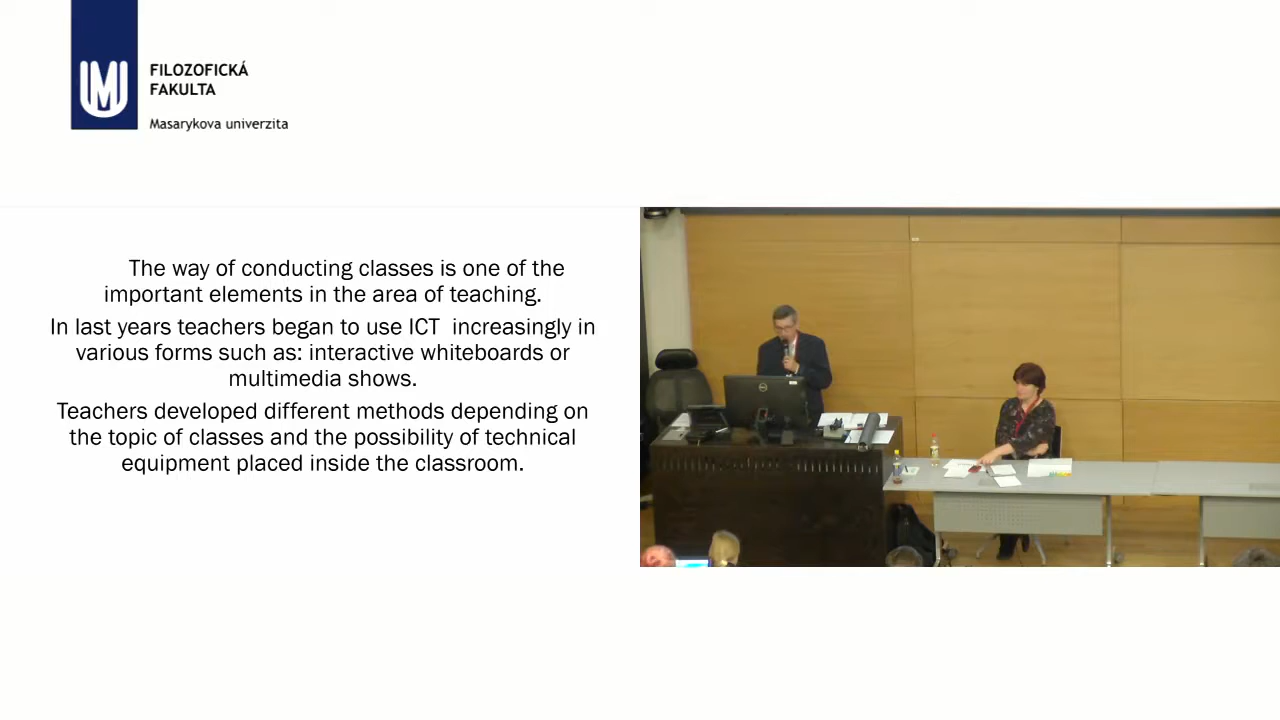 FILOZOFICKÁ
FAKULTA
Masarykova univerzita
The way of conducting classes is one of the
important elements in the area of teaching.
In last years teachers began to use ICT  increasingly in
various forms such as: interactive whiteboards or
multimedia shows.
Teachers developed different methods depending on
the topic of classes and the possibility of technical
equipment placed inside the classroom.
DELL